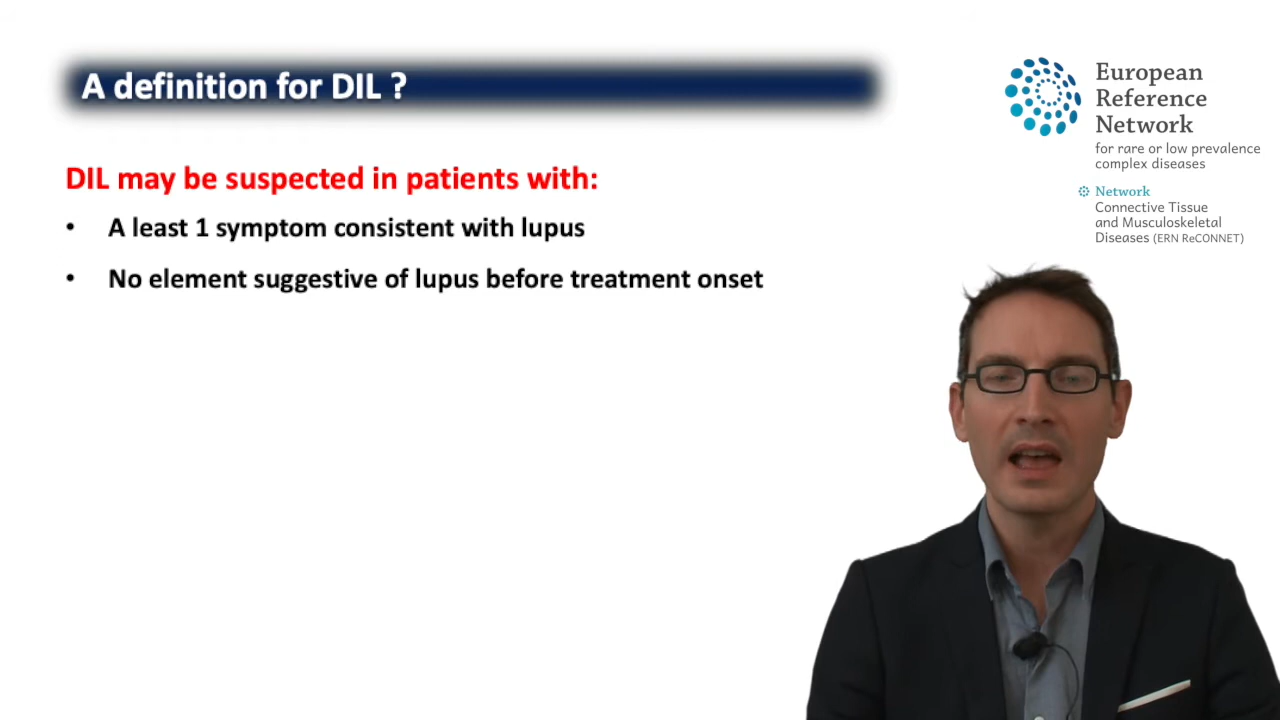 A definition for DIL ?
DIL may be suspected in patients with:
• A least 1 symptom consistent with lupus
• No element suggestive of lupus before treatment onset
European
Reference
Network
for rare or low prevalence
complex diseases
Network
Connective Tissue
and Musculoskeletal
Diseases (ERN ReCONNET)